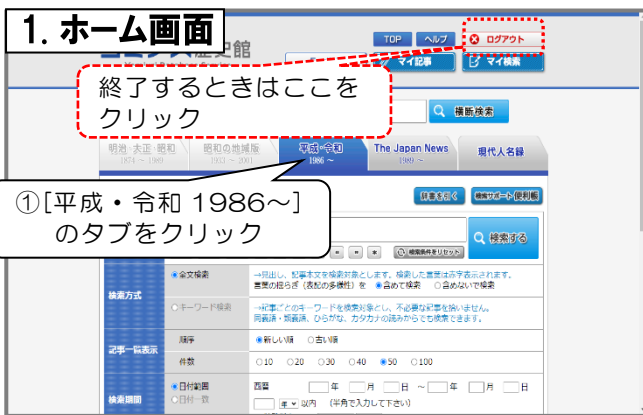 1. ホーム画面
歴史館
TOP ヘルプ ログアウト
マイ記事 マイ検索
終了するときはここを
クリック
横断検索
明治・大正・昭和 昭和の地域版 平成・令和 The Japan News 現代人名録
1874 ~ 1989 1933 ~ 2001 1986 ~ 1989 ~
①[平成・令和 1986~]
のタブをクリック
辞書を引く 検索サポート・便利帳
検索条件をリセット 検索する
検索方式
全文検索 →見出し、記事本文を検索対象とします。検索した言葉は赤字表示されます。
言葉の揺らぎ(表記の多様性)を 含めて検索 含めないで検索
キーワード検索 →記事ごとのキーワードを検索対象とし、不必要な記事を拾いません。
同義語・類義語、ひらがな、カタカナの読みからでも検索できます。
記事一覧表示
順序 新しい順 古い順
件数 10 20 30 40 50 100
検索期間
日付範囲 西暦 年 月 日 ~ 年 月 日
日付一致 年 以内 (半角で入力して下さい)